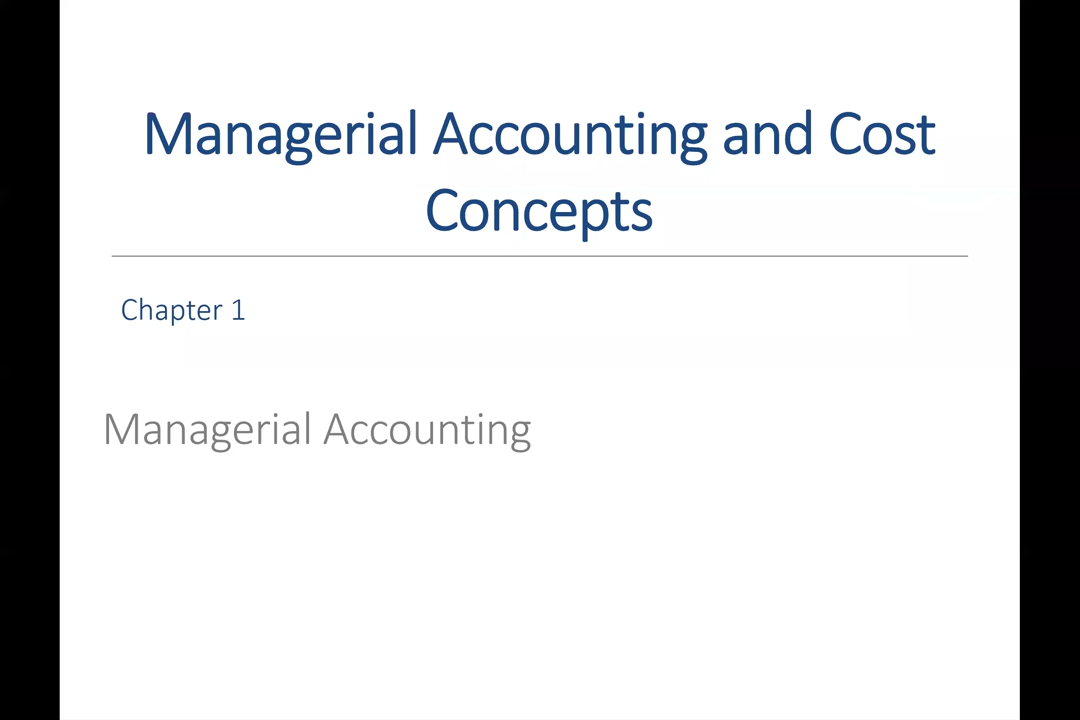 Managerial Accounting and Cost
Concepts
Chapter 1
Managerial Accounting